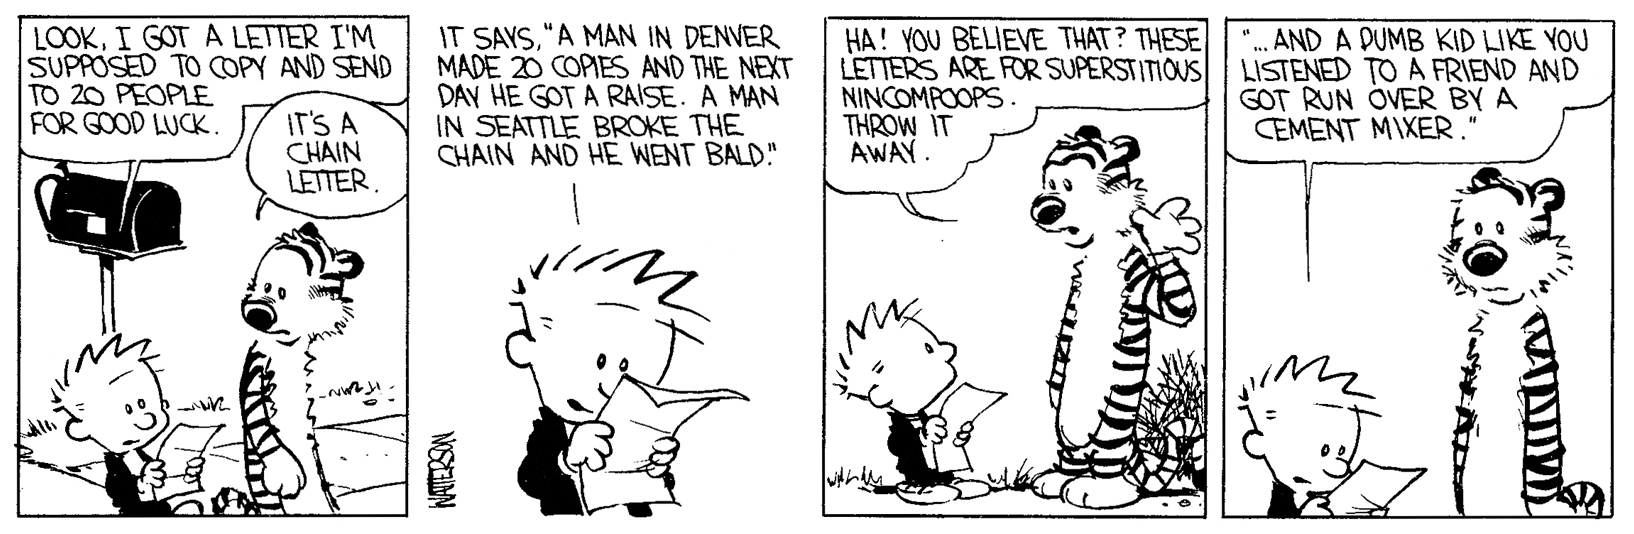 LOOK, I GOT A LETTER I'M
SUPPOSED TO COPY AND SEND
TO 20 PEOPLE
FOR GOOD LUCK.
IT'S A
CHAIN
LETTER.
IT SAYS, "A MAN IN DENVER
MADE 20 COPIES AND THE NEXT
DAY HE GOT A RAISE. A MAN
IN SEATTLE BROKE THE
CHAIN AND HE WENT BALD."
WATTERSON
HA! YOU BELIEVE THAT? THESE
LETTERS ARE FOR SUPERSTITIOUS
NINCOMPOOPS.
THROW IT
AWAY.
"...AND A DUMB KID LIKE YOU
LISTENED TO A FRIEND AND
GOT RUN OVER BY A
CEMENT MIXER."